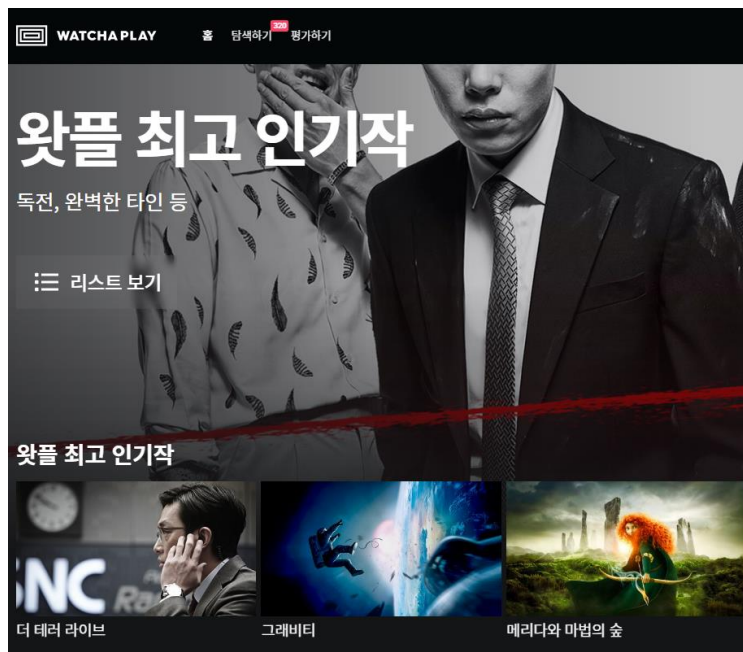 WATCHA PLAY
홈 탐색하기 320 평가하기
왓플 최고 인기작
독전, 완벽한 타인 등
리스트 보기
왓플 최고 인기작
SNC
Ra
더 테러 라이브
그래비티
메리다와 마법의 숲